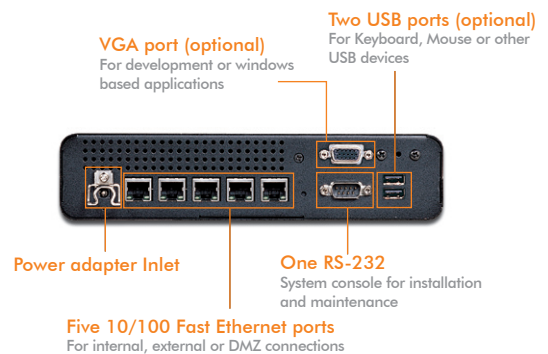 Two USB ports (optional)
For Keyboard, Mouse or other
USB devices
VGA port (optional)
For development or windows
based applications
Power adapter Inlet
One RS-232
System console for installation
and maintenance
Five 10/100 Fast Ethernet ports
For internal, external or DMZ connections